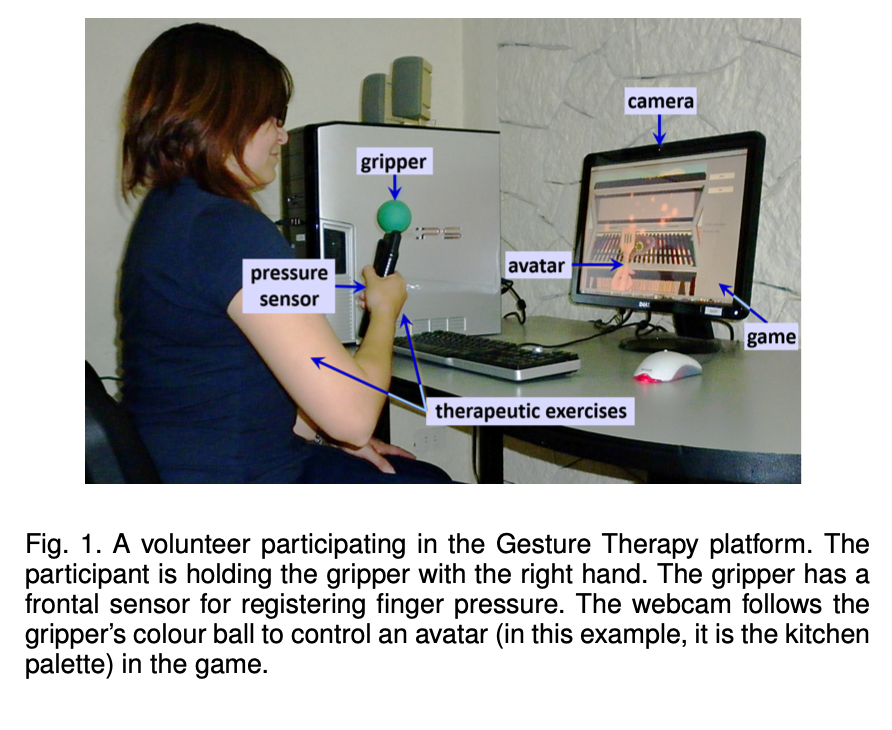 camera
gripper
avatar
pressure
sensor
game
therapeutic exercises
DELL
Fig. 1. A volunteer participating in the Gesture Therapy platform. The
participant is holding the gripper with the right hand. The gripper has a
frontal sensor for registering finger pressure. The webcam follows the
gripper's colour ball to control an avatar (in this example, it is the kitchen
palette) in the game.